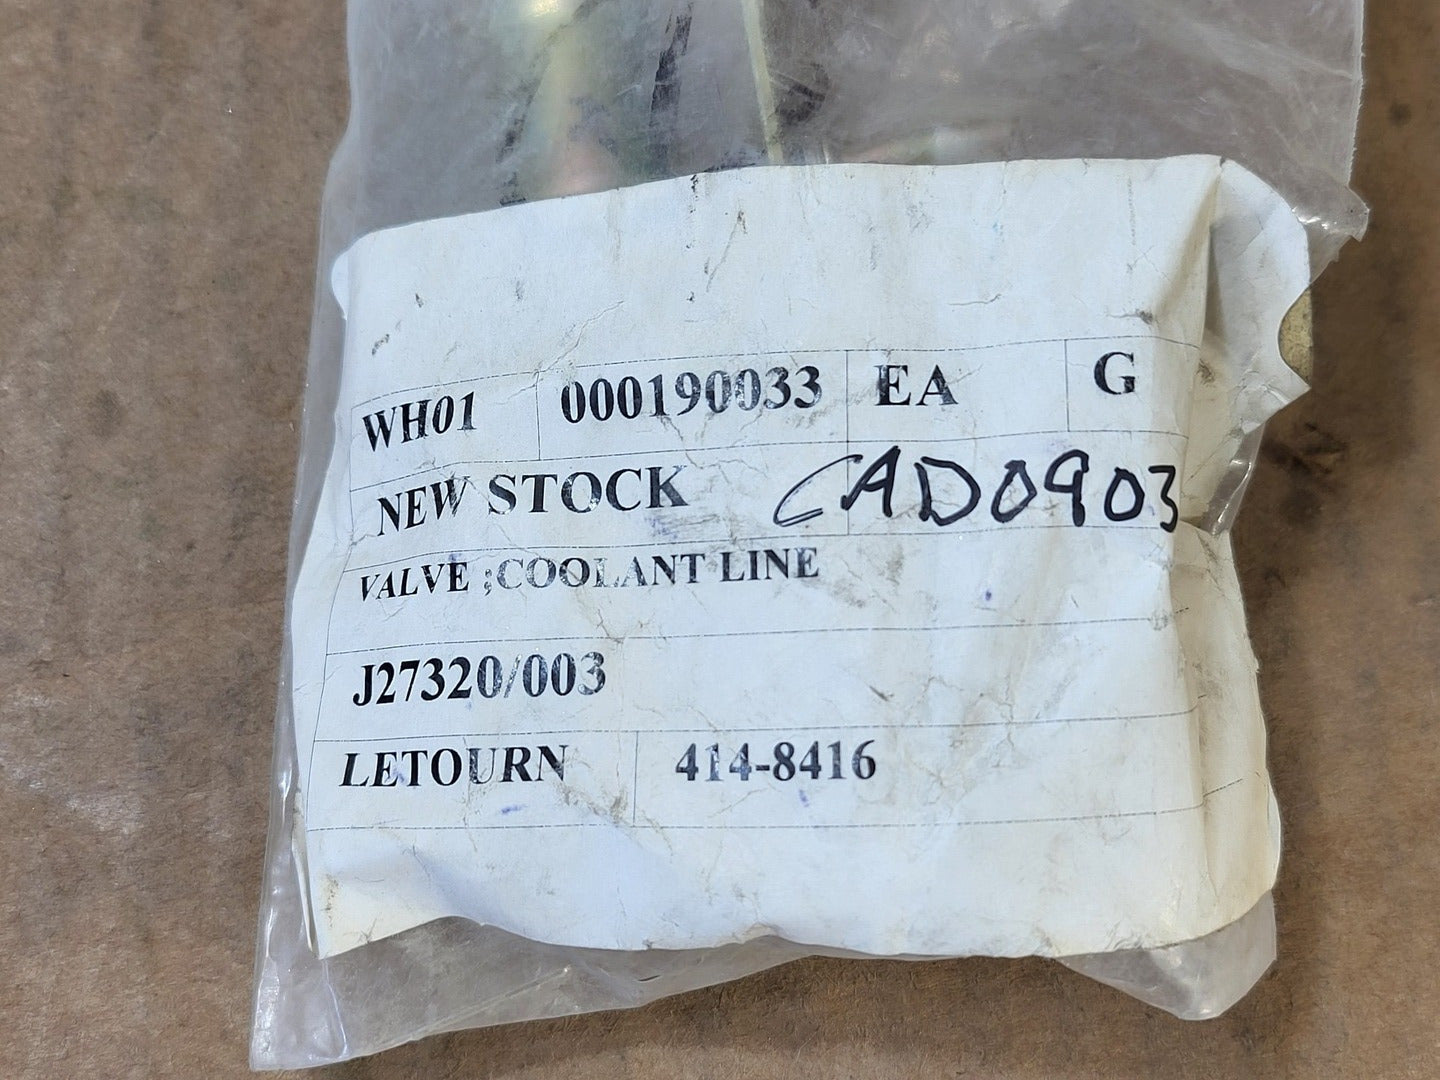 WH01 000190033 EA G
NEW STOCK CAD0903
VALVE ;COOLANT LINE
J27320/003
LETOURN 414-8416